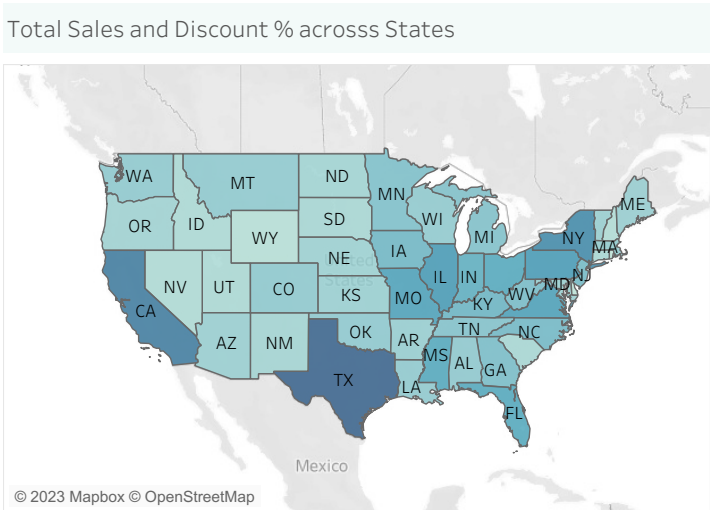 Total Sales and Discount % acrosss States
WA
MT
ND
MN
ME
OR
ID
SD
WI
MI
NY
MA
WY
IA
NE
United
States
NV
UT
CO
KS
MO
IL
IN
NJ
MD
WV
KY
CA
AZ
NM
OK
AR
TN
NC
MS
AL
GA
TX
LA
FL
Mexico
© 2023 Mapbox © OpenStreetMap